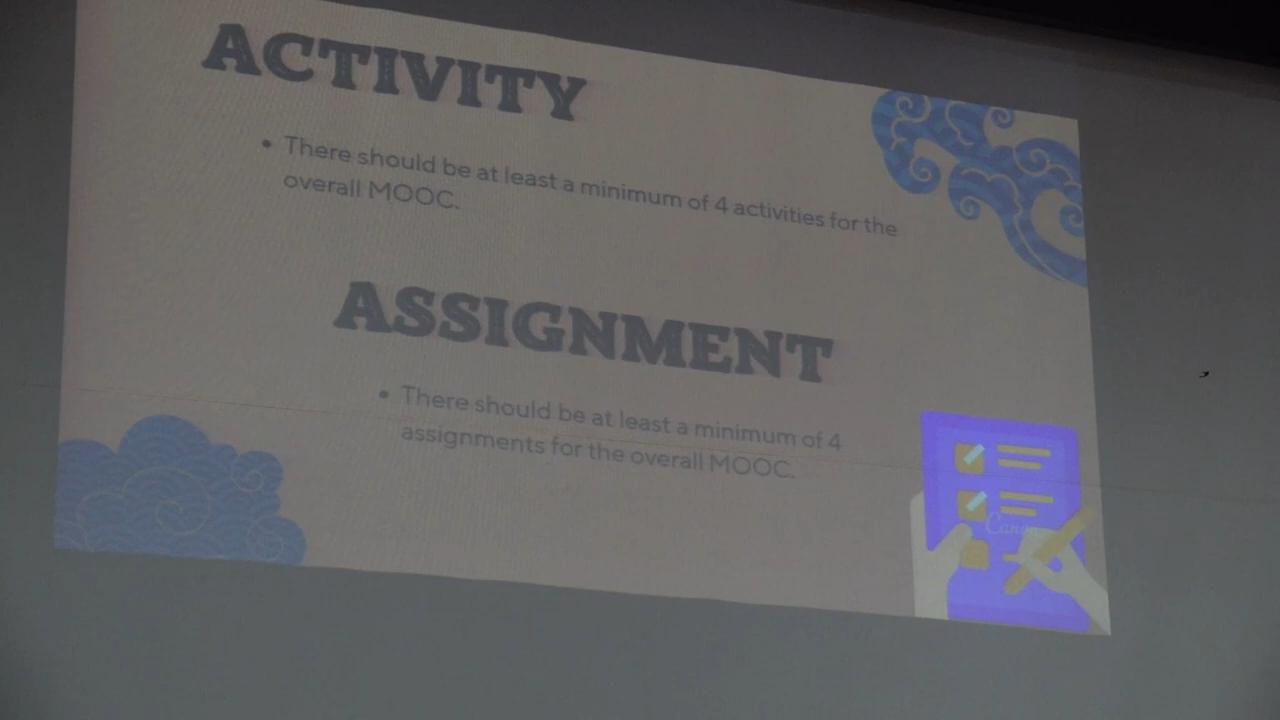 ACTIVITY
• There should be at least a minimum of 4 activities for the
overall MOOC.
ASSIGNMENT
• There should be at least a minimum of 4
assignments for the overall MOOC.
Canva